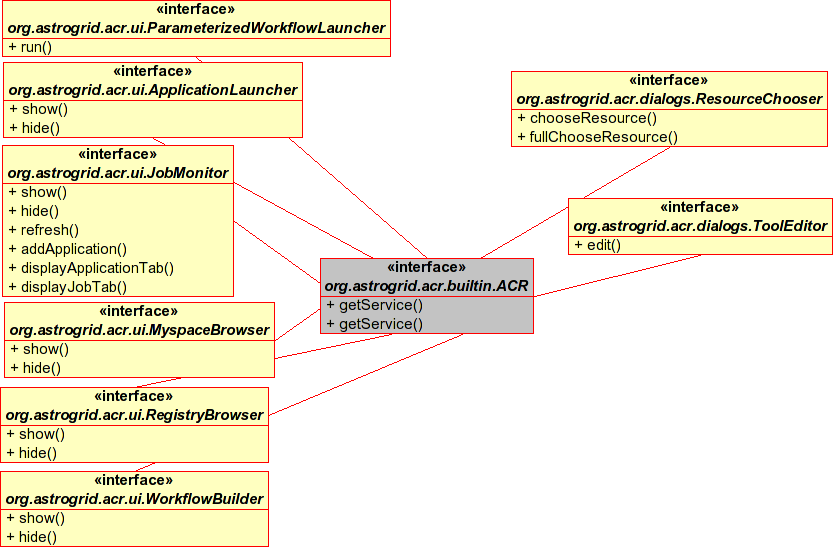 «interface»
org.astrogrid.acr.ui.ParameterizedWorkflowLauncher
+ run()
«interface»
org.astrogrid.acr.ui.ApplicationLauncher
+ show()
+ hide()
«interface»
org.astrogrid.acr.ui.JobMonitor
+ show()
+ hide()
+ refresh()
+ addApplication()
+ displayApplicationTab()
+ displayJobTab()
«interface»
org.astrogrid.acr.ui.MyspaceBrowser
+ show()
+ hide()
«interface»
org.astrogrid.acr.ui.RegistryBrowser
+ show()
+ hide()
«interface»
org.astrogrid.acr.ui.WorkflowBuilder
+ show()
+ hide()
«interface»
org.astrogrid.acr.builtin.ACR
+ getService()
+ getService()
«interface»
org.astrogrid.acr.dialogs.ResourceChooser
+ chooseResource()
+ fullChooseResource()
«interface»
org.astrogrid.acr.dialogs.ToolEditor
+ edit()